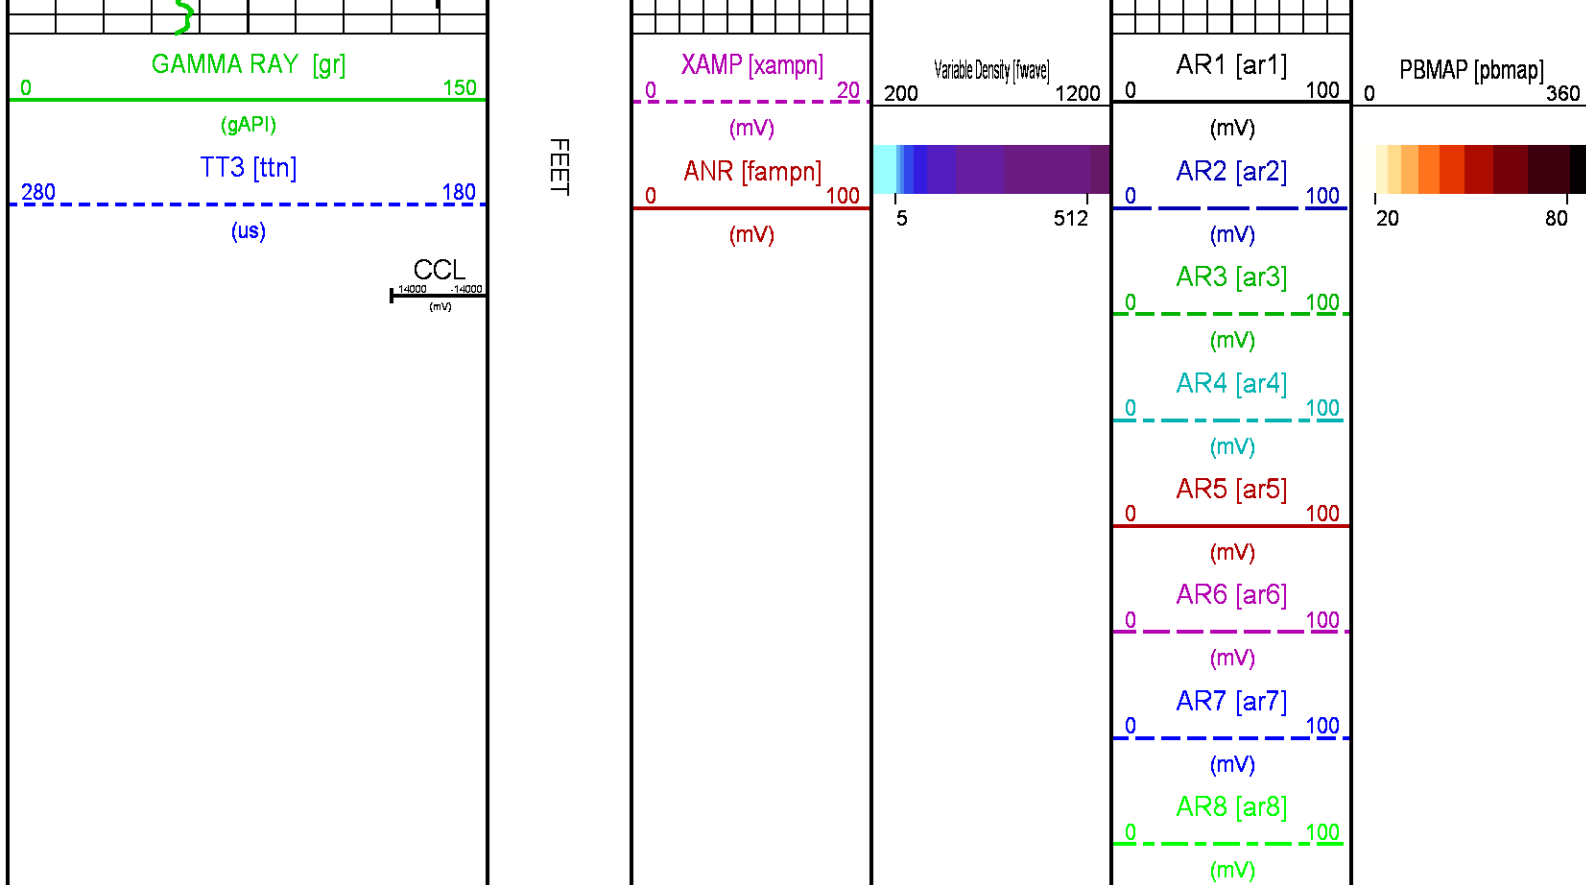 GAMMA RAY [gr]
0 150
(gAPI)
TT3 [ttn]
280 180
(us)
CCL
14000 -14000
(mV)
FEET
XAMP [xampn]
0 20
(mV)
ANR [fampn]
0 100
(mV)
Variable Density [fwave]
200 1200
5 512
AR1 [ar1]
0 100
(mV)
AR2 [ar2]
0 100
(mV)
AR3 [ar3]
0 100
(mV)
AR4 [ar4]
0 100
(mV)
AR5 [ar5]
0 100
(mV)
AR6 [ar6]
0 100
(mV)
AR7 [ar7]
0 100
(mV)
AR8 [ar8]
0 100
(mV)
PBMAP [pbmap]
0 360
20 80